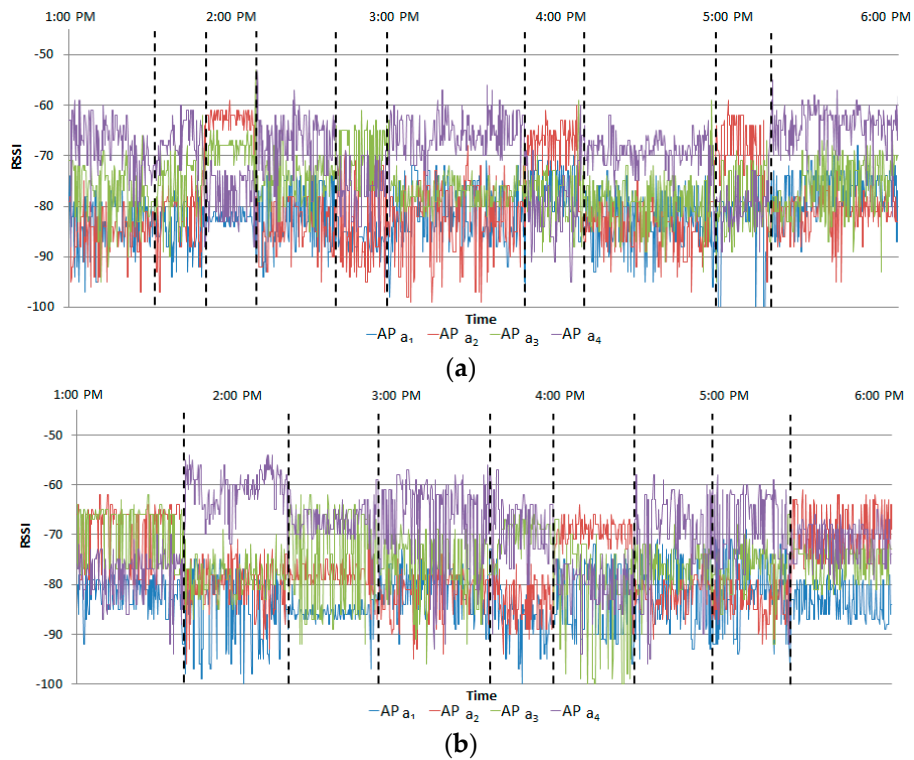 1:00 PM 2:00 PM 3:00 PM 4:00 PM 5:00 PM 6:00 PM
-50
-60
-70
-80
-90
-100
RSSI
Time
AP a₁ AP a₂ AP a₃ AP a₄
(a)
1:00 PM 2:00 PM 3:00 PM 4:00 PM 5:00 PM 6:00 PM
-50
-60
-70
-80
-90
-100
RSSI
Time
AP a₁ AP a₂ AP a₃ AP a₄
(b)